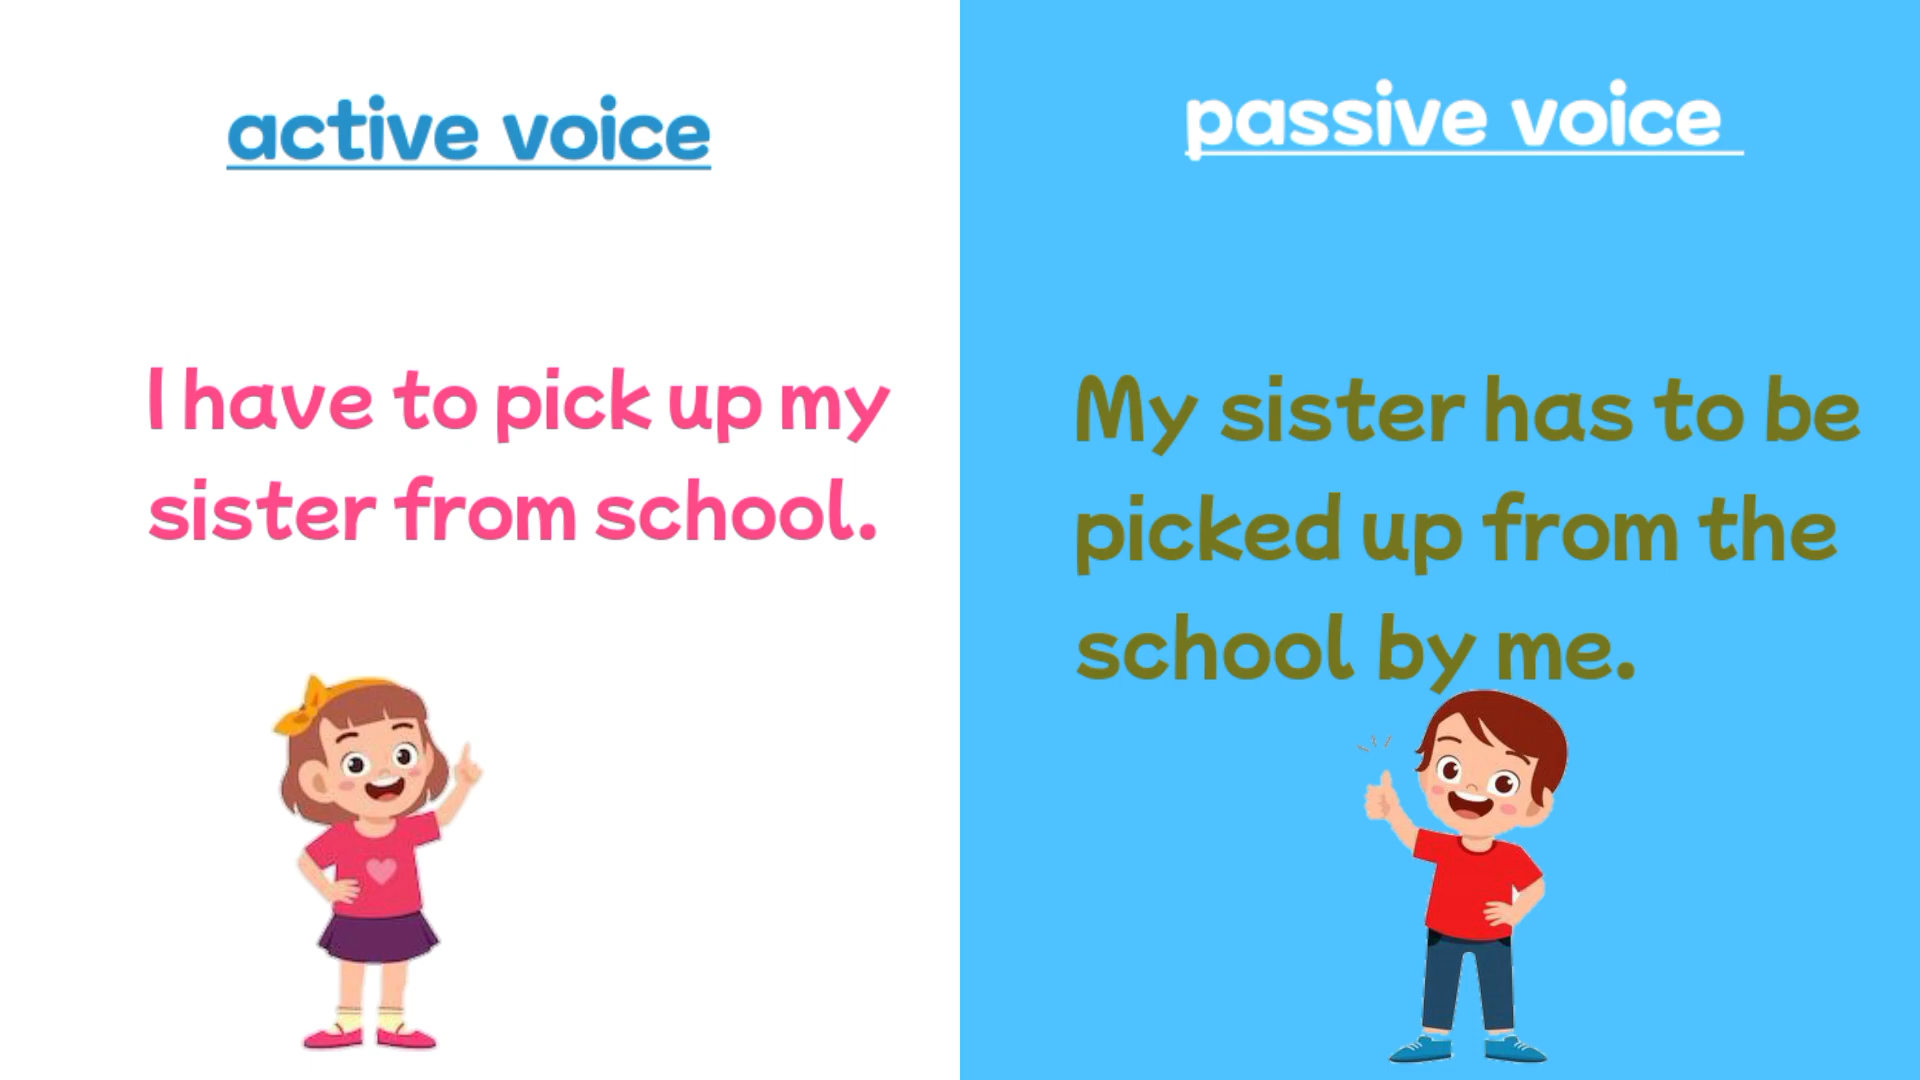 active voice
I have to pick up my
sister from school.
passive voice
My sister has to be
picked up from the
school by me.